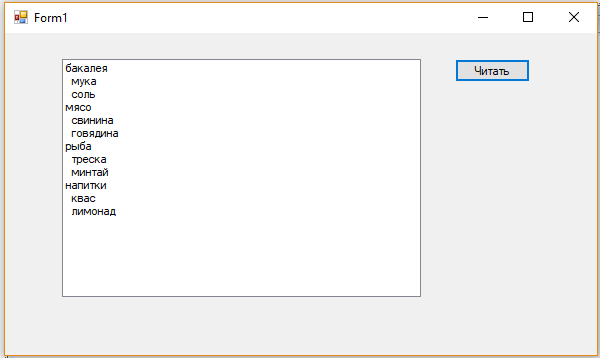 Form1
бакалея
мука
соль
мясо
свинина
говядина
рыба
треска
минтай
напитки
квас
лимонад
Читать